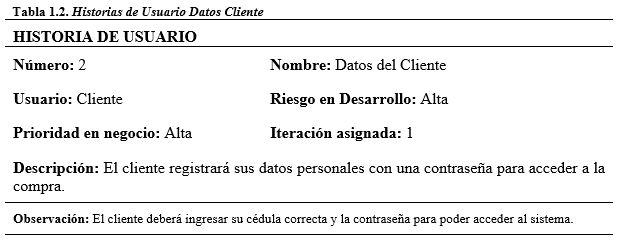 Tabla 1.2. Historias de Usuario Datos Cliente
HISTORIA DE USUARIO
Número: 2 Nombre: Datos del Cliente
Usuario: Cliente Riesgo en Desarrollo: Alta
Prioridad en negocio: Alta Iteración asignada: 1
Descripción: El cliente registrará sus datos personales con una contraseña para acceder a la
compra.
Observación: El cliente deberá ingresar su cédula correcta y la contraseña para poder acceder al sistema.